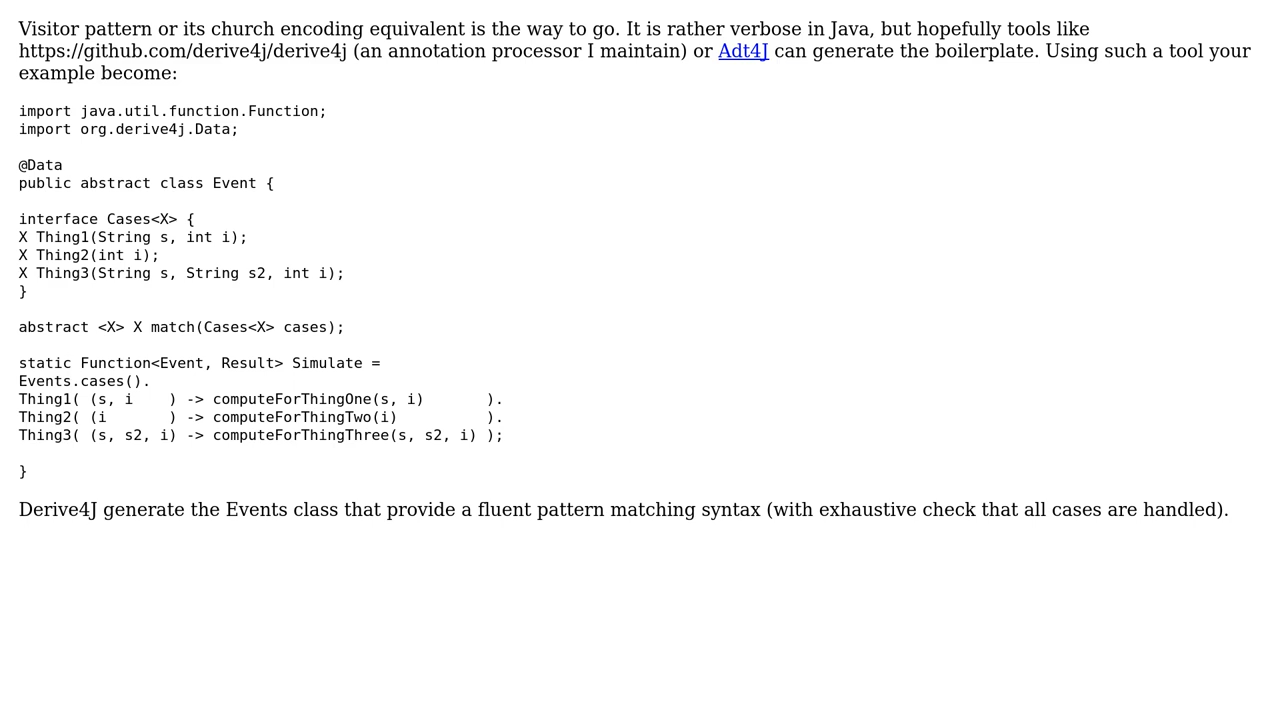 Visitor pattern or its church encoding equivalent is the way to go. It is rather verbose in Java, but hopefully tools like
https://github.com/derive4j/derive4j (an annotation processor I maintain) or Adt4J can generate the boilerplate. Using such a tool your
example become:
import java.util.function.Function;
import org.derive4j.Data;
@Data
public abstract class Event {
interface Cases<X> {
X Thing1(String s, int i);
X Thing2(int i);
X Thing3(String s, String s2, int i);
}
abstract <X> X match(Cases<X> cases);
static Function<Event, Result> Simulate =
Events.cases().
Thing1( (s, i    ) -> computeForThingOne(s, i)       ).
Thing2( (i       ) -> computeForThingTwo(i)          ).
Thing3( (s, s2, i) -> computeForThingThree(s, s2, i) );
}
Derive4J generate the Events class that provide a fluent pattern matching syntax (with exhaustive check that all cases are handled).